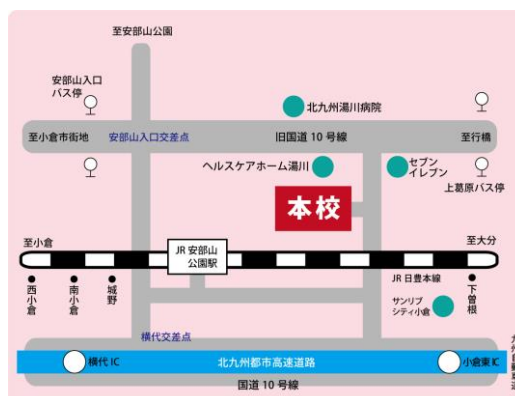 至安部山公園
安部山入口
バス停
北九州湯川病院
至小倉市街地
安部山入口交差点
旧国道10号線
至行橋
ヘルスケアホーム湯川
セブン
イレブン
上葛原バス停
本校
至小倉
JR 安部山
公園駅
至大分
JR 日豊本線
西小倉
南小倉
城野
下曽根
サンリブ
シティ小倉
横代交差点
横代 IC
北九州都市高速道路
小倉東 IC
国道 10 号線
九州自動車道